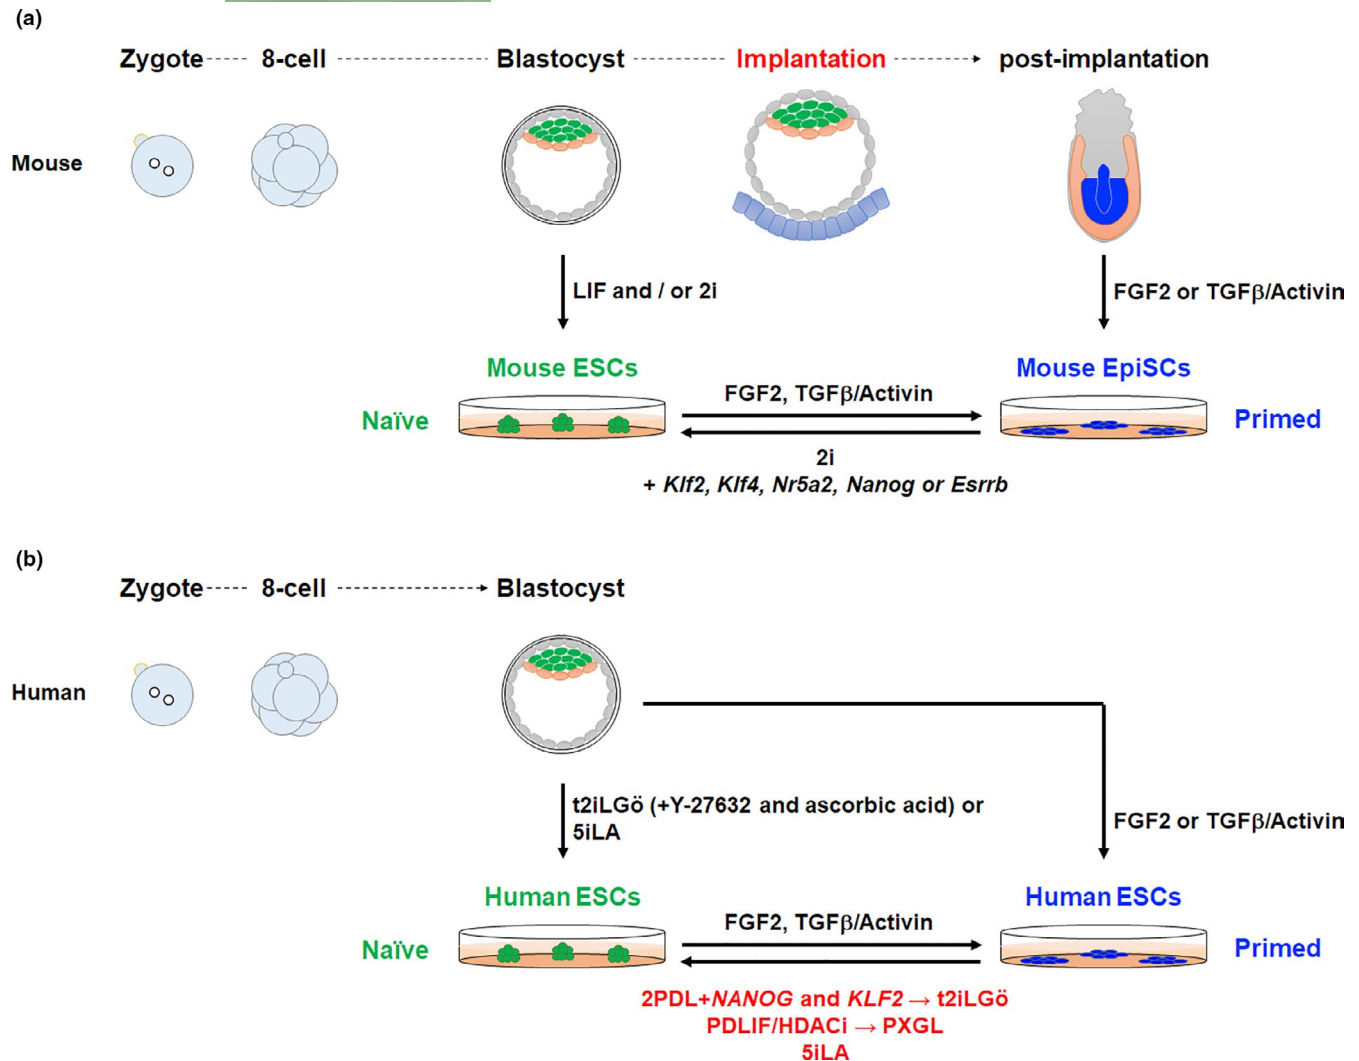 (a)
Zygote 8-cell Blastocyst Implantation post-implantation
Mouse
LIF and / or 2i
FGF2 or TGFβ/Activin
Mouse ESCs
Mouse EpiSCs
FGF2, TGFβ/Activin
Naïve
Primed
2i
+ Klf2, Klf4, Nr5a2, Nanog or Esrrb
(b)
Zygote 8-cell Blastocyst
Human
t2iLGö (+Y-27632 and ascorbic acid) or
5iLA
FGF2 or TGFβ/Activin
Human ESCs
Human ESCs
FGF2, TGFβ/Activin
Naïve
Primed
2PDL+NANOG and KLF2 → t2iLGö
PDLIF/HDACi → PXGL
5iLA